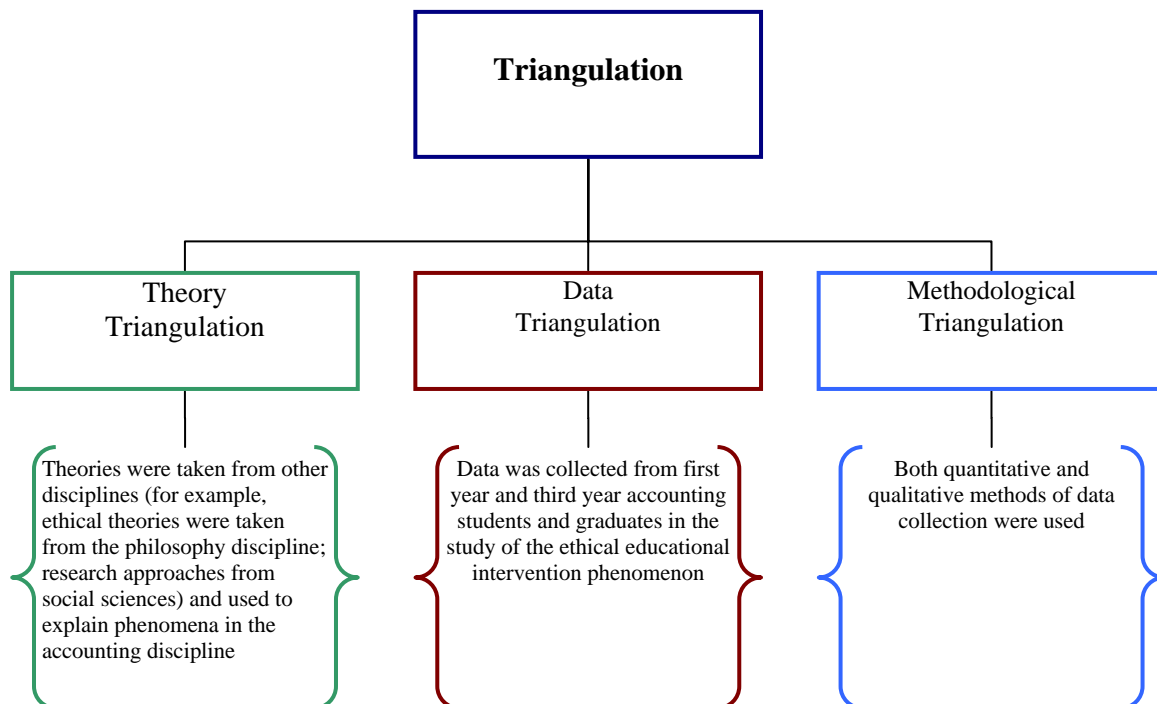 Triangulation
Theory
Triangulation
Data
Triangulation
Methodological
Triangulation
Theories were taken from other
disciplines (for example,
ethical theories were taken
from the philosophy discipline;
research approaches from
social sciences) and used to
explain phenomena in the
accounting discipline
Data was collected from first
year and third year accounting
students and graduates in the
study of the ethical educational
intervention phenomenon
Both quantitative and
qualitative methods of data
collection were used